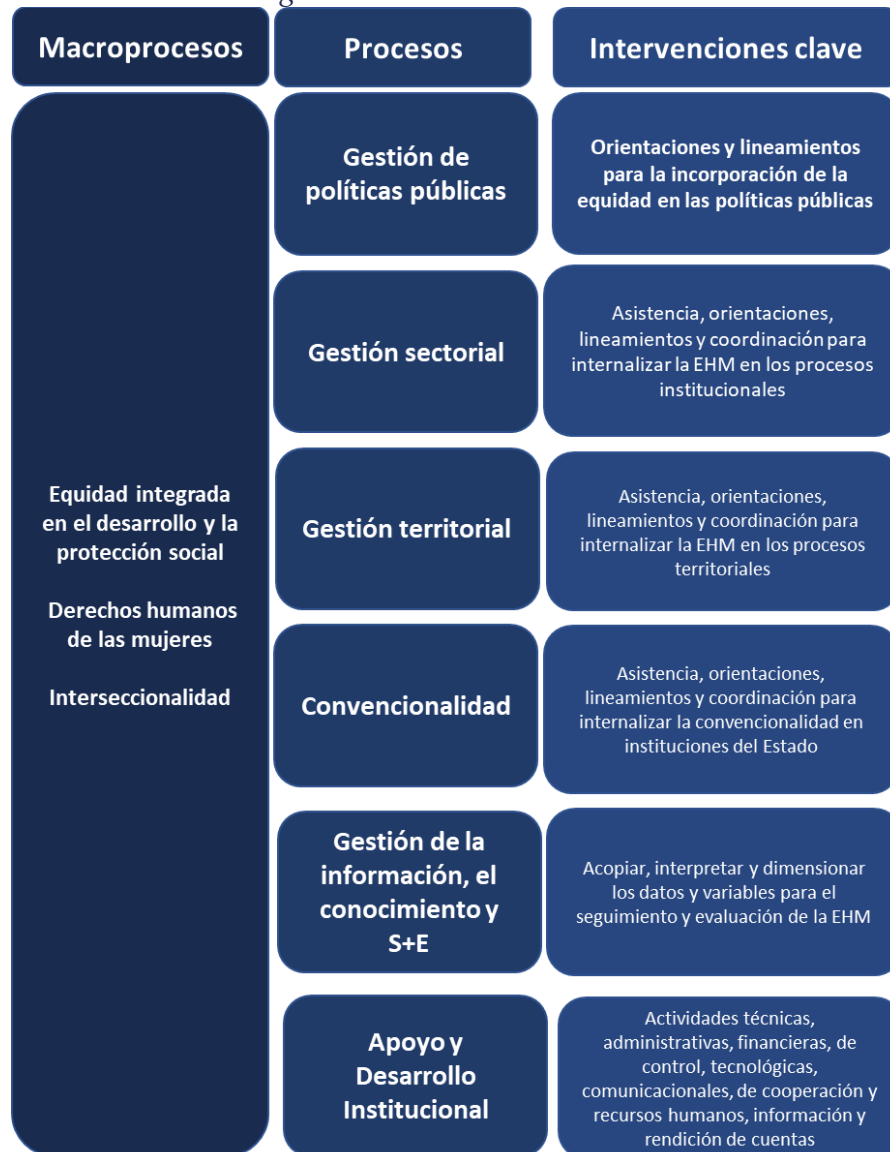 Macroprocesos
Procesos
Intervenciones clave
Equidad integrada
en el desarrollo y la
protección social
Derechos humanos
de las mujeres
Interseccionalidad
Gestión de
políticas públicas
Orientaciones y lineamientos
para la incorporación de la
equidad en las políticas públicas
Gestión sectorial
Asistencia, orientaciones,
lineamientos y coordinación para
internalizar la EHM en los procesos
institucionales
Gestión territorial
Asistencia, orientaciones,
lineamientos y coordinación para
internalizar la EHM en los procesos
territoriales
Convencionalidad
Asistencia, orientaciones,
lineamientos y coordinación para
internalizar la convencionalidad en
instituciones del Estado
Gestión de la
información, el
conocimiento y
S+E
Acopiar, interpretar y dimensionar
los datos y variables para el
seguimiento y evaluación de la EHM
Apoyo y
Desarrollo
Institucional
Actividades técnicas,
administrativas, financieras, de
control, tecnológicas,
comunicacionales, de cooperación y
recursos humanos, información y
rendición de cuentas